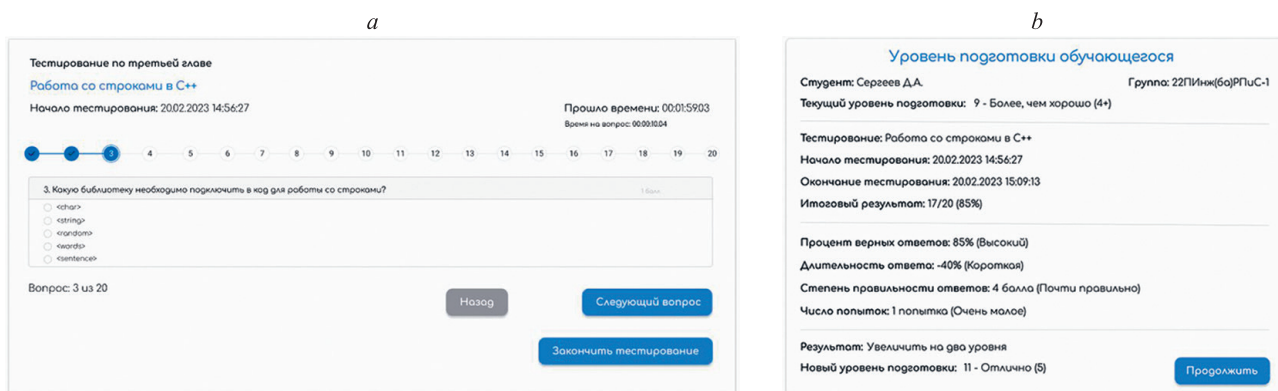 a
Тестирование по третьей главе
Работа со строками в C++
Начало тестирования: 20.02.2023 14:56:27
Прошло времени: 00:01:59.03
Время на вопрос: 00:00:10.04
3 4 5 6 7 8 9 10 11 12 13 14 15 16 17 18 19 20
3. Какую библиотеку необходимо подключить в код для работы со строками?
1 балл
<char>
<string>
<random>
<words>
<sentence>
Вопрос: 3 из 20
Назад
Следующий вопрос
Закончить тестирование
b
Уровень подготовки обучающегося
Студент: Сергеев Д.А.
Группа: 22ПИнж(ба)РПиС-1
Текущий уровень подготовки: 9 - Более, чем хорошо (4+)
Тестирование: Работа со строками в C++
Начало тестирования: 20.02.2023 14:56:27
Окончание тестирования: 20.02.2023 15:09:13
Итоговый результат: 17/20 (85%)
Процент верных ответов: 85% (Высокий)
Длительность ответа: -40% (Короткая)
Степень правильности ответов: 4 балла (Почти правильно)
Число попыток: 1 попытка (Очень малое)
Результат: Увеличить на два уровня
Новый уровень подготовки: 11 - Отлично (5)
Продолжить